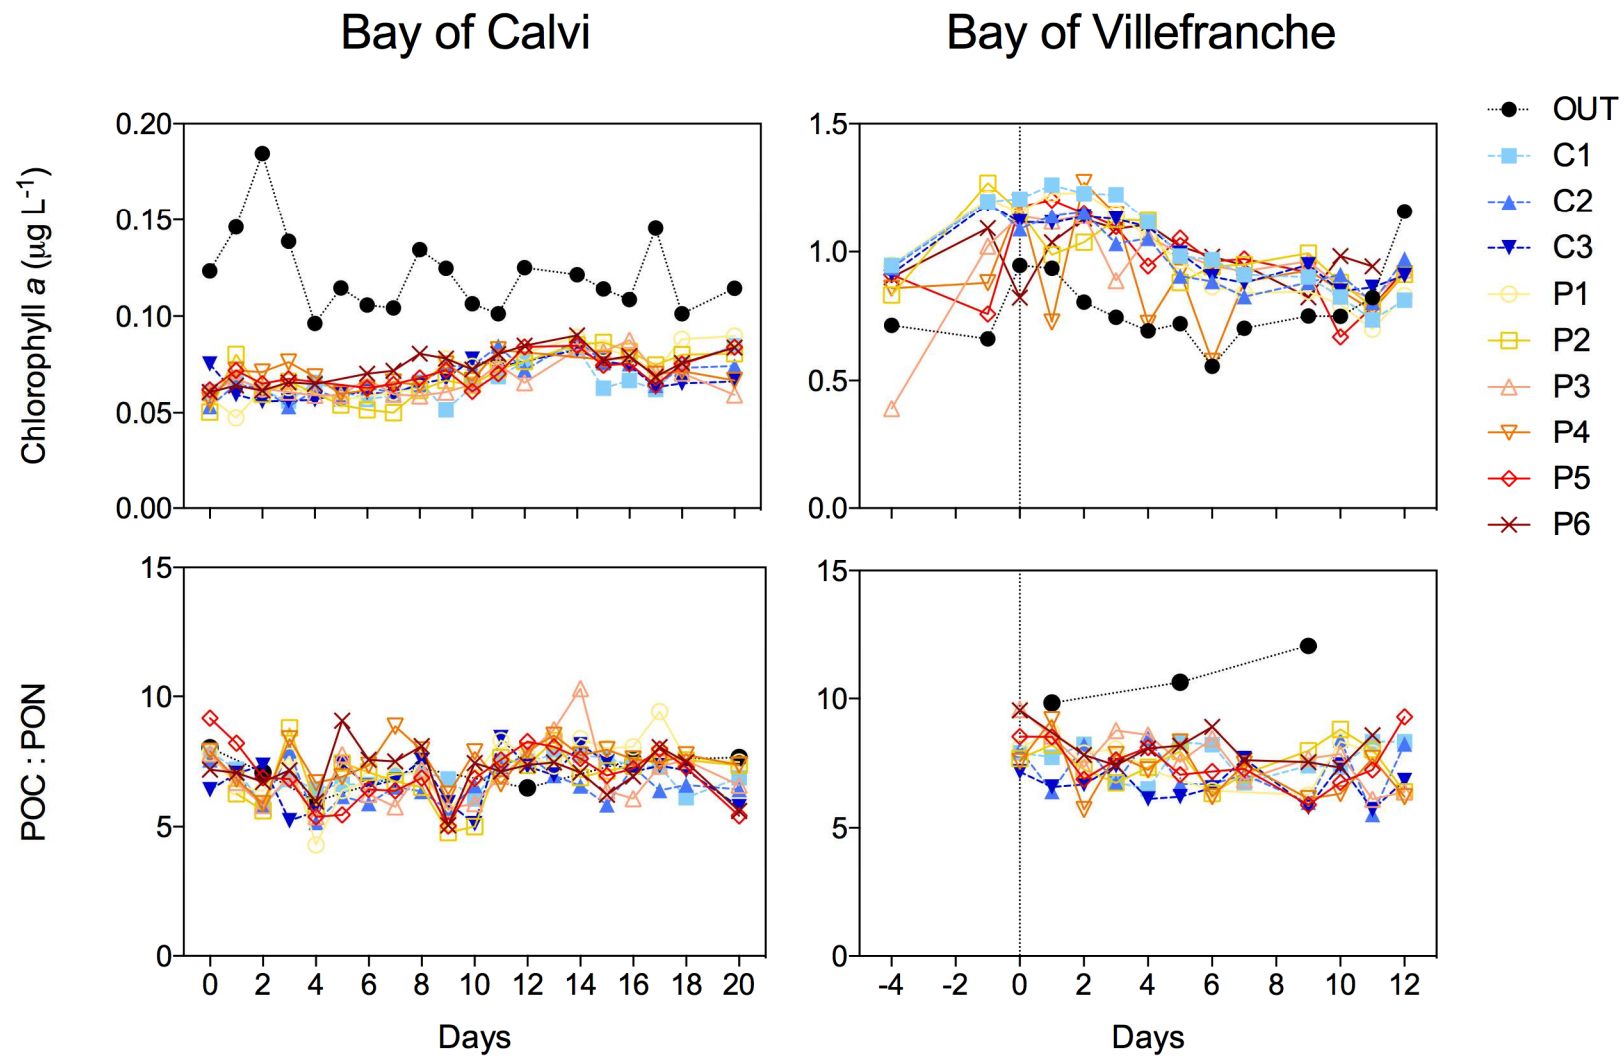 Bay of Calvi
Bay of Villefranche
Chlorophyll a (µg L-1)
0.20
0.15
0.10
0.05
0.00
1.5
1.0
0.5
0.0
OUT
C1
C2
C3
P1
P2
P3
P4
P5
P6
POC : PON
15
10
5
0
0 2 4 6 8 10 12 14 16 18 20
Days
15
10
5
0
-4 -2 0 2 4 6 8 10 12
Days